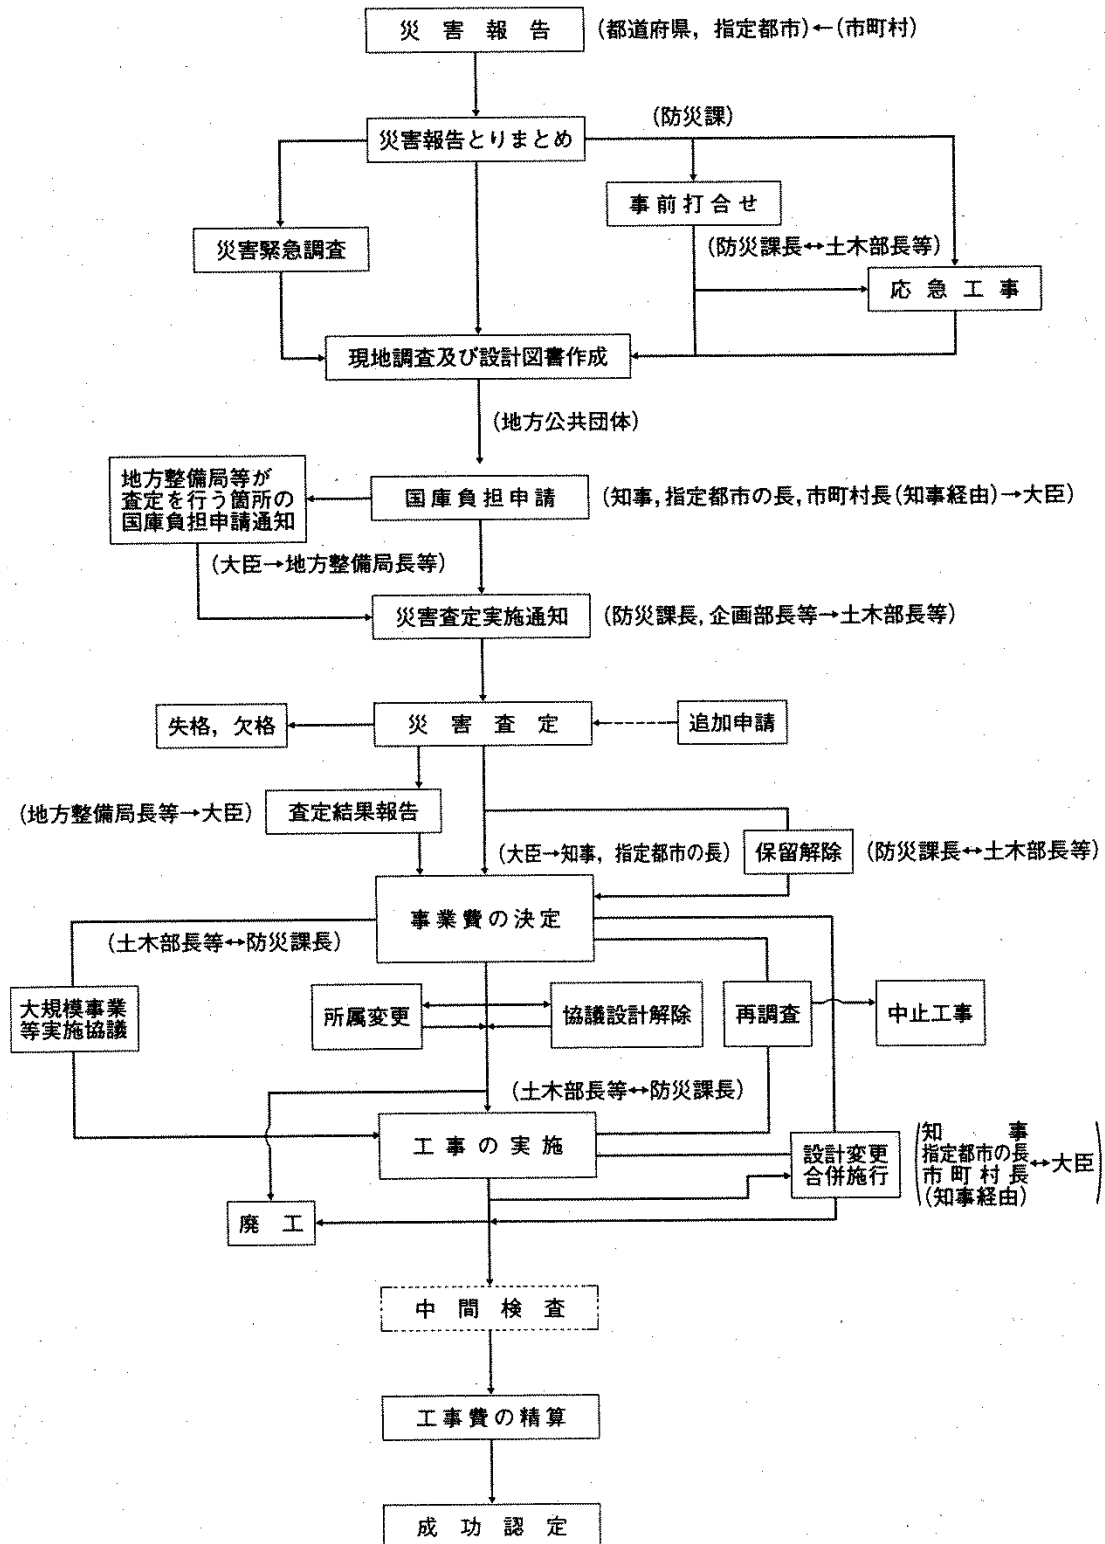 災害報告 (都道府県,指定都市)←(市町村)
(防災課)
災害報告とりまとめ
事前打合せ
災害緊急調査
(防災課長↔土木部長等)
応急工事
現地調査及び設計図書作成
(地方公共団体)
地方整備局等が
査定を行う箇所の
国庫負担申請通知
国庫負担申請 (知事,指定都市の長,市町村長(知事経由)→大臣)
(大臣→地方整備局長等)
災害査定実施通知 (防災課長,企画部長等→土木部長等)
失格,欠格
災害査定
追加申請
(地方整備局長等→大臣)
査定結果報告
(大臣→知事,指定都市の長)
保留解除 (防災課長↔土木部長等)
事業費の決定
(土木部長等↔防災課長)
大規模事業
等実施協議
所属変更
協議設計解除
再調査
中止工事
(土木部長等↔防災課長)
工事の実施
設計変更
合併施行
知事
指定都市の長
市町村長
(知事経由)
↔大臣
廃工
中間検査
工事費の精算
成功認定